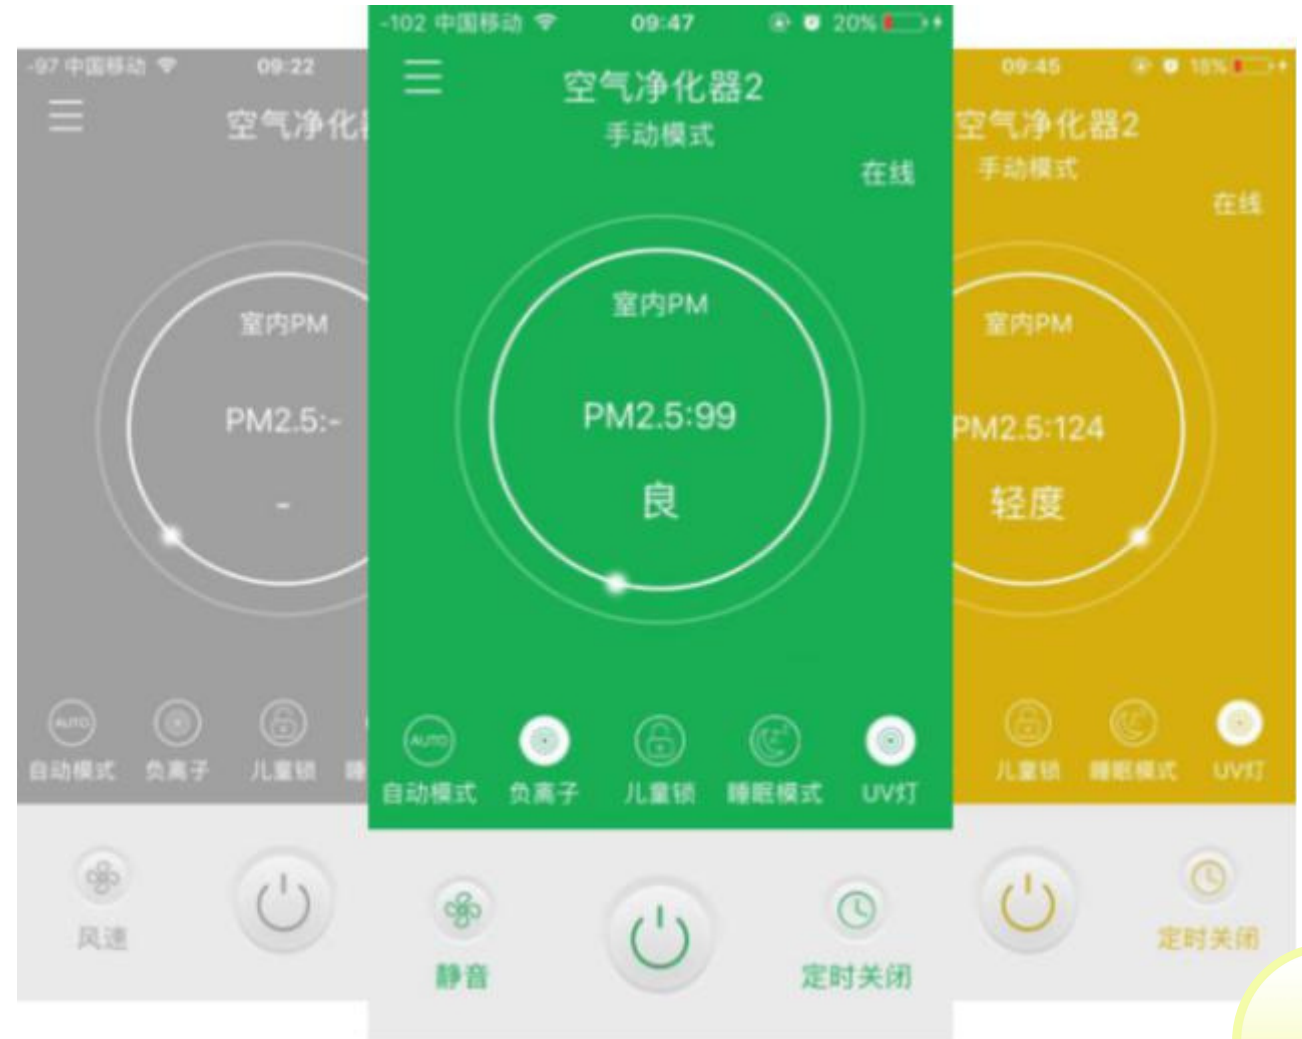 -97 中国移动 09:22
空气净化
室内PM
PM2.5:-
-
AUTO
自动模式 负离子 儿童锁
风速
-102 中国移动 09:47 20%
空气净化器2
手动模式
在线
室内PM
PM2.5:99
良
AUTO
自动模式 负离子 儿童锁 睡眠模式 UV灯
静音 定时关闭
09:45 18%
空气净化器2
手动模式
在线
室内PM
PM2.5:124
轻度
儿童锁 睡眠模式 UV灯
定时关闭